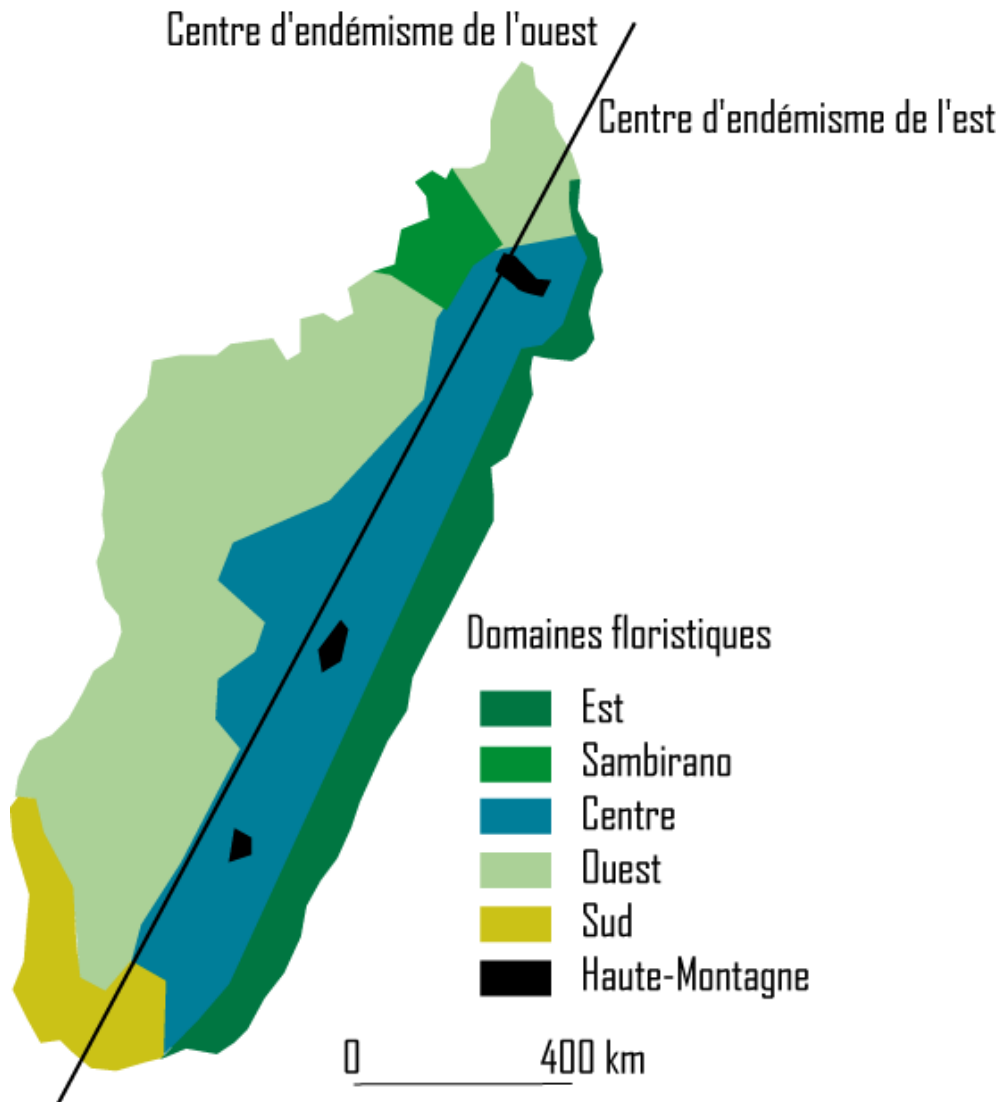 Centre d'endémisme de l'ouest
Centre d'endémisme de l'est
Domaines floristiques
Est
Sambirano
Centre
Ouest
Sud
Haute-Montagne
0 400 km